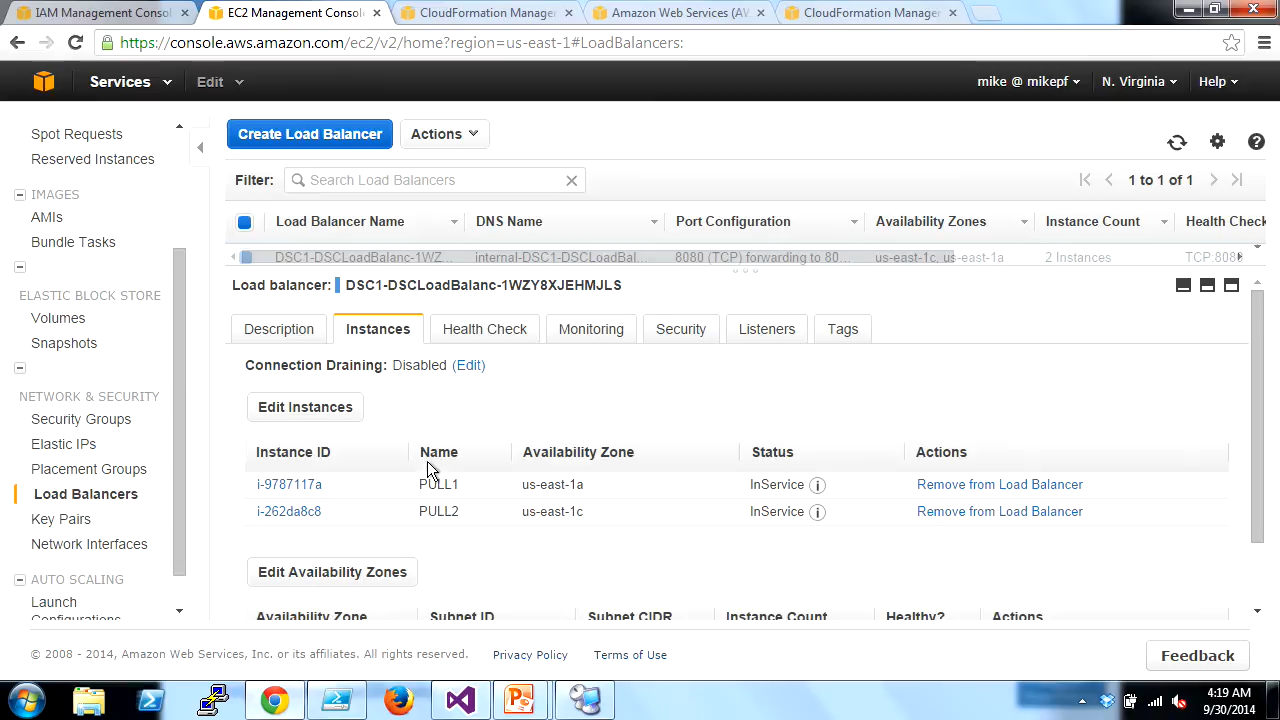 IAM Management Consol
EC2 Management Consol
CloudFormation Manage
Amazon Web Services (AW
CloudFormation Manage
https://console.aws.amazon.com/ec2/v2/home?region=us-east-1#LoadBalancers:
Services Edit mike @ mikepf N. Virginia Help
Spot Requests
Reserved Instances
IMAGES
AMIs
Bundle Tasks
ELASTIC BLOCK STORE
Volumes
Snapshots
NETWORK & SECURITY
Security Groups
Elastic IPs
Placement Groups
Load Balancers
Key Pairs
Network Interfaces
AUTO SCALING
Launch
Configurations
Create Load Balancer Actions
Filter: Search Load Balancers 1 to 1 of 1
Load Balancer Name DNS Name Port Configuration Availability Zones Instance Count Health Check
DSC1-DSCLoadBalanc-1WZ... internal-DSC1-DSCLoadBal... 8080 (TCP) forwarding to 80... us-east-1c, us-east-1a 2 Instances TCP:808
Load balancer: DSC1-DSCLoadBalanc-1WZY8XJEHMJLS
Description Instances Health Check Monitoring Security Listeners Tags
Connection Draining: Disabled (Edit)
Edit Instances
Instance ID Name Availability Zone Status Actions
i-9787117a PULL1 us-east-1a InService Remove from Load Balancer
i-262da8c8 PULL2 us-east-1c InService Remove from Load Balancer
Edit Availability Zones
Availability Zone Subnet ID Subnet CIDR Instance Count Healthy? Actions
© 2008 - 2014, Amazon Web Services, Inc. or its affiliates. All rights reserved. Privacy Policy Terms of Use Feedback
4:19 AM
9/30/2014